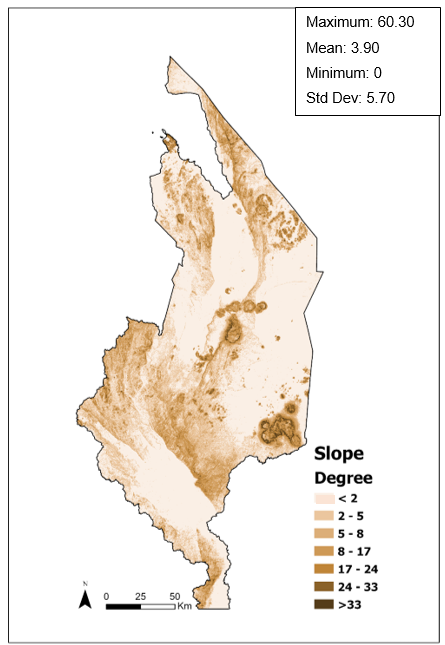 Maximum: 60.30
Mean: 3.90
Minimum: 0
Std Dev: 5.70
Slope
Degree
< 2
2 - 5
5 - 8
8 - 17
17 - 24
24 - 33
>33
N
0 25 50
Km